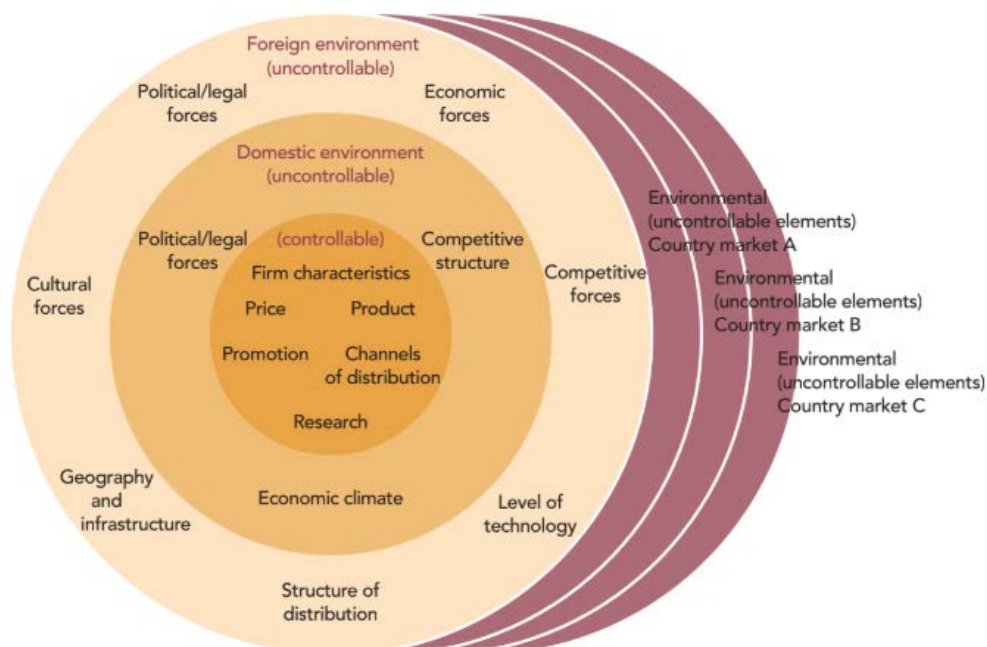 Foreign environment
(uncontrollable)
Political/legal
forces
Economic
forces
Domestic environment
(uncontrollable)
Political/legal
forces
(controllable)
Competitive
structure
Firm characteristics
Price
Product
Promotion
Channels
of distribution
Research
Cultural
forces
Competitive
forces
Economic climate
Geography
and
infrastructure
Level of
technology
Structure of
distribution
Environmental
(uncontrollable elements)
Country market A
Environmental
(uncontrollable elements)
Country market B
Environmental
(uncontrollable elements)
Country market C